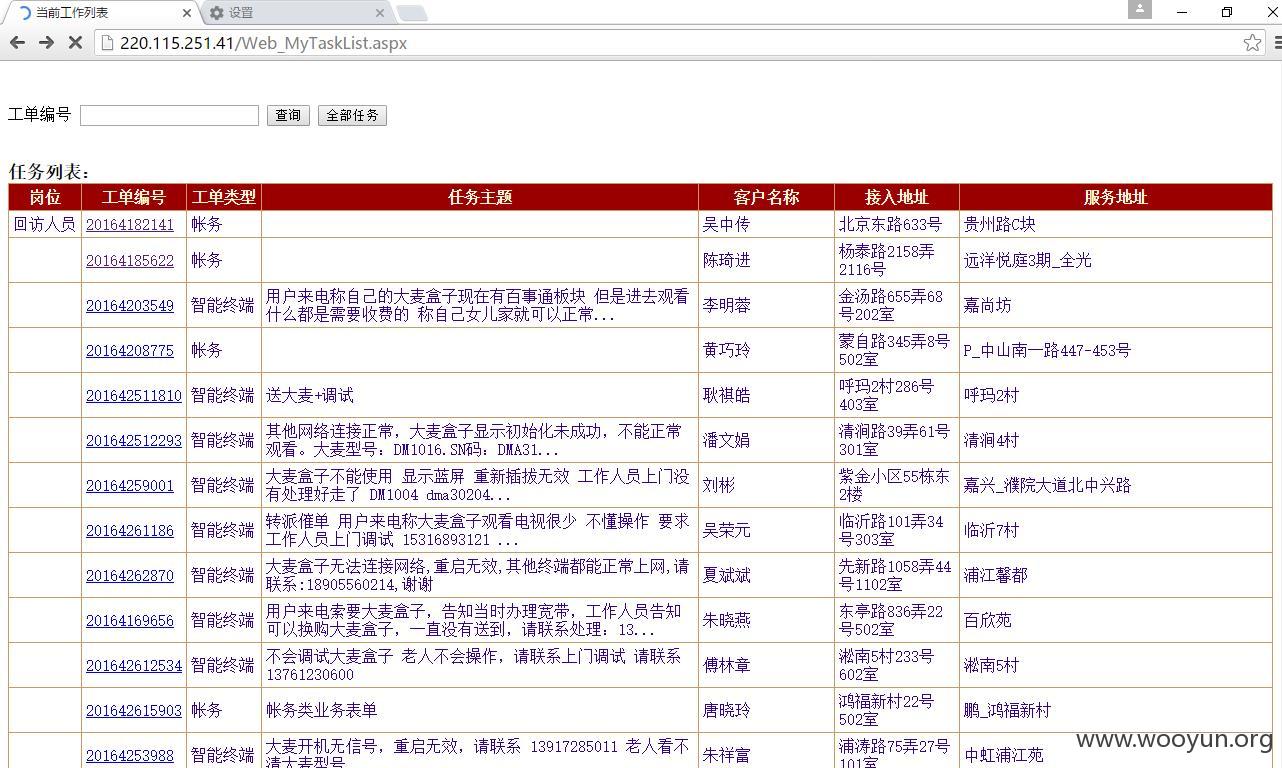 当前工作列表
设置
220.115.251.41/Web_MyTaskList.aspx
工单编号 查询 全部任务
任务列表：
岗位 工单编号 工单类型 任务主题 客户名称 接入地址 服务地址
回访人员 20164182141 帐务 吴中传 北京东路633号 贵州路C块
20164185622 帐务 陈琦进 杨泰路2158弄
2116号 远洋悦庭3期_全光
20164203549 智能终端 用户来电称自己的大麦盒子现在有百事通板块 但是进去观看
什么都是需要收费的 称自己女儿家就可以正常... 李明蓉 金汤路655弄68
号202室 嘉尚坊
20164208775 帐务 黄巧玲 蒙自路345弄8号
502室 P_中山南一路447-453号
201642511810 智能终端 送大麦+调试 耿祺皓 呼玛2村286号
403室 呼玛2村
201642512293 智能终端 其他网络连接正常，大麦盒子显示初始化未成功，不能正常
观看。大麦型号：DM1016.SN码：DMA31... 潘文娟 清涧路39弄61号
301室 清涧4村
20164259001 智能终端 大麦盒子不能使用 显示蓝屏 重新插拔无效 工作人员上门没
有处理好走了 DM1004 dma30204... 刘彬 紫金小区55栋东
2楼 嘉兴_濮院大道北中兴路
20164261186 智能终端 转派催单 用户来电称大麦盒子观看电视很少 不懂操作 要求
工作人员上门调试 15316893121 ... 吴荣元 临沂路101弄34
号303室 临沂7村
20164262870 智能终端 大麦盒子无法连接网络,重启无效,其他终端都能正常上网,请
联系:18905560214,谢谢 夏斌斌 先新路1058弄44
号1102室 浦江馨都
20164169656 智能终端 用户来电索要大麦盒子，告知当时办理宽带，工作人员告知
可以换购大麦盒子，一直没有送到，请联系处理：13... 朱晓燕 东亭路836弄22
号502室 百欣苑
201642612534 智能终端 不会调试大麦盒子 老人不会操作，请联系上门调试 请联系
13761230600 傅林章 淞南5村233号
602室 淞南5村
201642615903 帐务 帐务类业务表单 唐晓玲 鸿福新村22号
502室 鹏_鸿福新村
20164253988 智能终端 大麦开机无信号，重启无效，请联系 13917285011 老人看不
清大麦型号 朱祥富 浦涛路75弄27号
101室 中虹浦江苑
www.wooyun.org